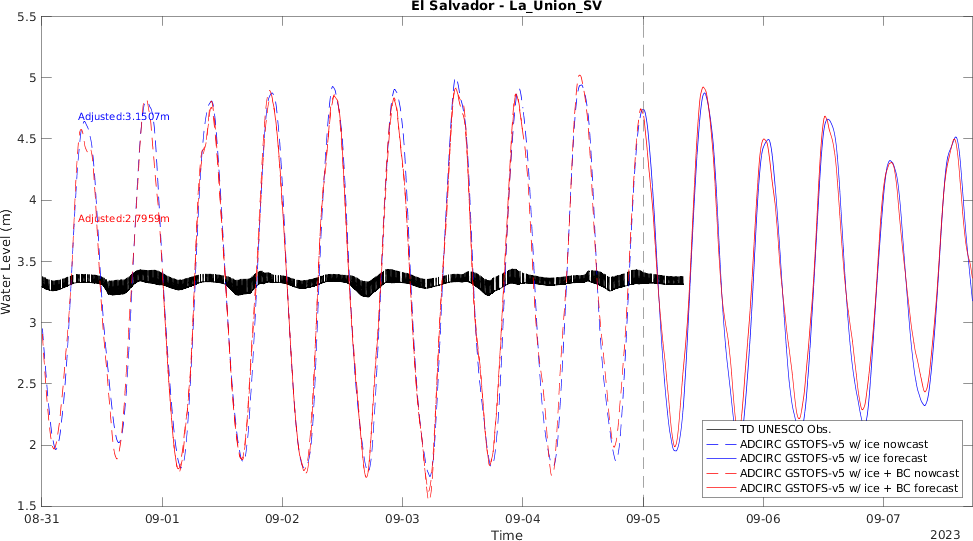 El Salvador - La_Union_SV
5.5
5
4.5
4
3.5
3
2.5
2
1.5
Water Level (m)
Adjusted:3.1507m
Adjusted:2.7959m
TD UNESCO Obs.
ADCIRC GSTOFS-v5 w/ ice nowcast
ADCIRC GSTOFS-v5 w/ ice forecast
ADCIRC GSTOFS-v5 w/ ice + BC nowcast
ADCIRC GSTOFS-v5 w/ ice + BC forecast
08-31 09-01 09-02 09-03 09-04 09-05 09-06 09-07
Time
2023